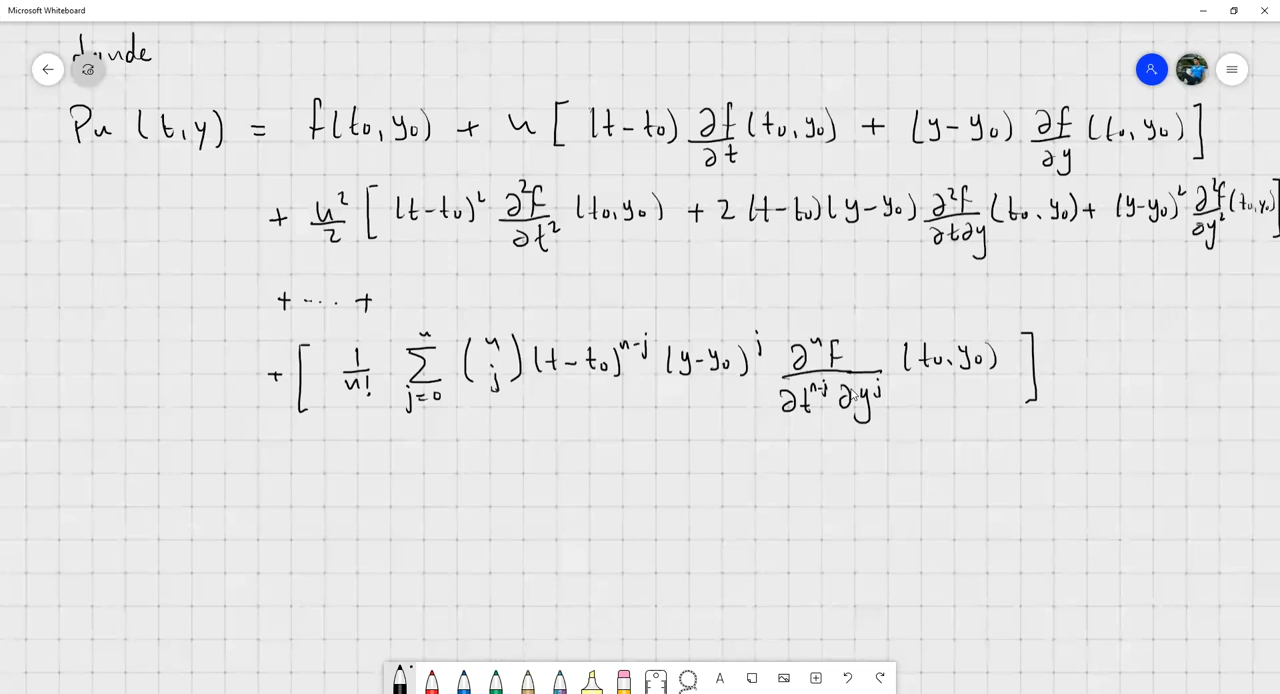 Microsoft Whiteboard
donde
Pn (t,y) = f(t₀,y₀) + n [ (t-t₀) ∂f/∂t (t₀,y₀) + (y-y₀) ∂f/∂y (t₀,y₀) ]
+ n²/2 [ (t-t₀)² ∂²f/∂t² (t₀,y₀) + 2 (t-t₀)(y-y₀) ∂²f/∂t∂y (t₀,y₀) + (y-y₀)² ∂²f/∂y² (t₀,y₀) ]
+ ... +
+ [ 1/n! ∑_{j=0}^{n} (n j) (t-t₀)^{n-j} (y-y₀)^j ∂ⁿf/∂t^{n-j}∂y^j (t₀,y₀) ]